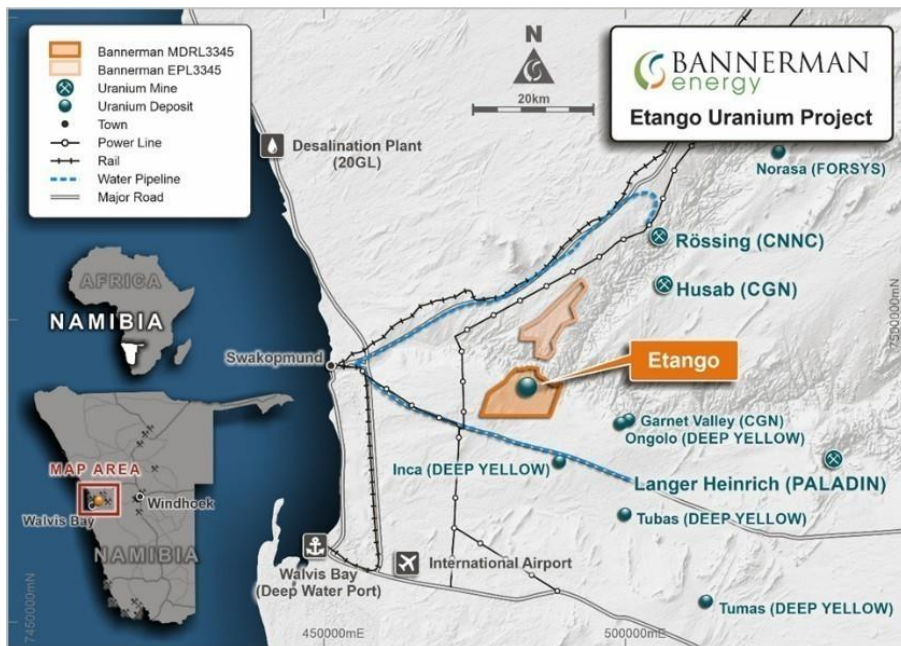 Bannerman MDRL3345
Bannerman EPL3345
Uranium Mine
Uranium Deposit
Town
Power Line
Rail
Water Pipeline
Major Road
N
20km
BANNERMAN
energy
Etango Uranium Project
Desalination Plant
(20GL)
Norasa (FORSYS)
Rössing (CNNC)
Husab (CGN)
AFRICA
NAMIBIA
Swakopmund
Etango
7500000mN
Garnet Valley (CGN)
Ongolo (DEEP YELLOW)
Inca (DEEP YELLOW)
Langer Heinrich (PALADIN)
MAP AREA
Windhoek
Walvis Bay
NAMIBIA
Tubas (DEEP YELLOW)
International Airport
Walvis Bay
(Deep Water Port)
Tumas (DEEP YELLOW)
7450000mN
450000mE
500000mE